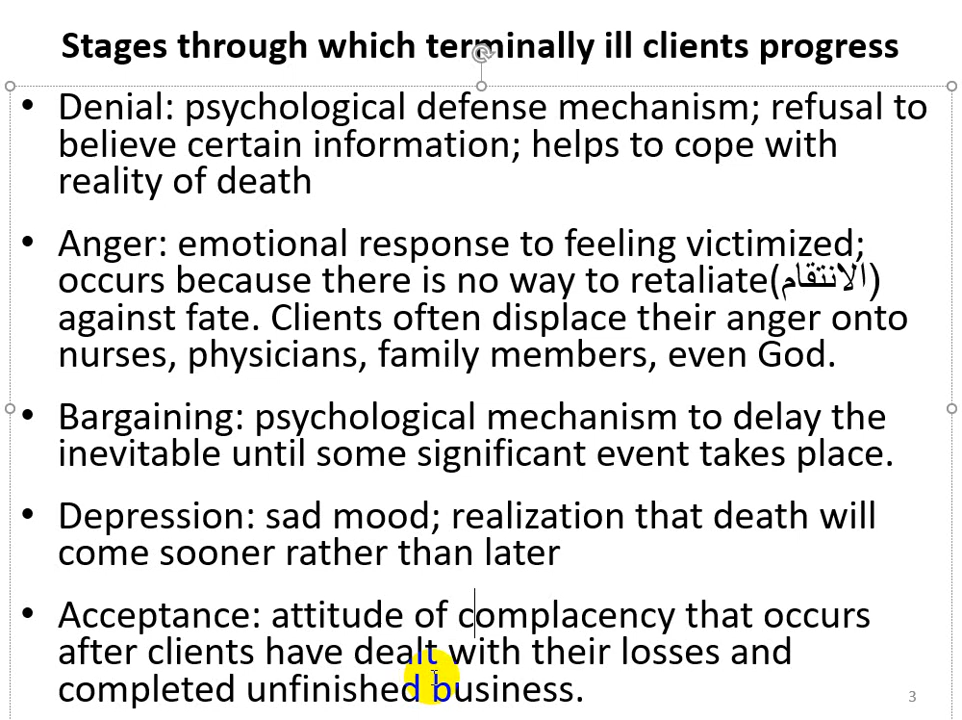 Stages through which terminally ill clients progress
• Denial: psychological defense mechanism; refusal to
believe certain information; helps to cope with
reality of death
• Anger: emotional response to feeling victimized;
occurs because there is no way to retaliate(الانتقام)
against fate. Clients often displace their anger onto
nurses, physicians, family members, even God.
• Bargaining: psychological mechanism to delay the
inevitable until some significant event takes place.
• Depression: sad mood; realization that death will
come sooner rather than later
• Acceptance: attitude of complacency that occurs
after clients have dealt with their losses and
completed unfinished business.
3